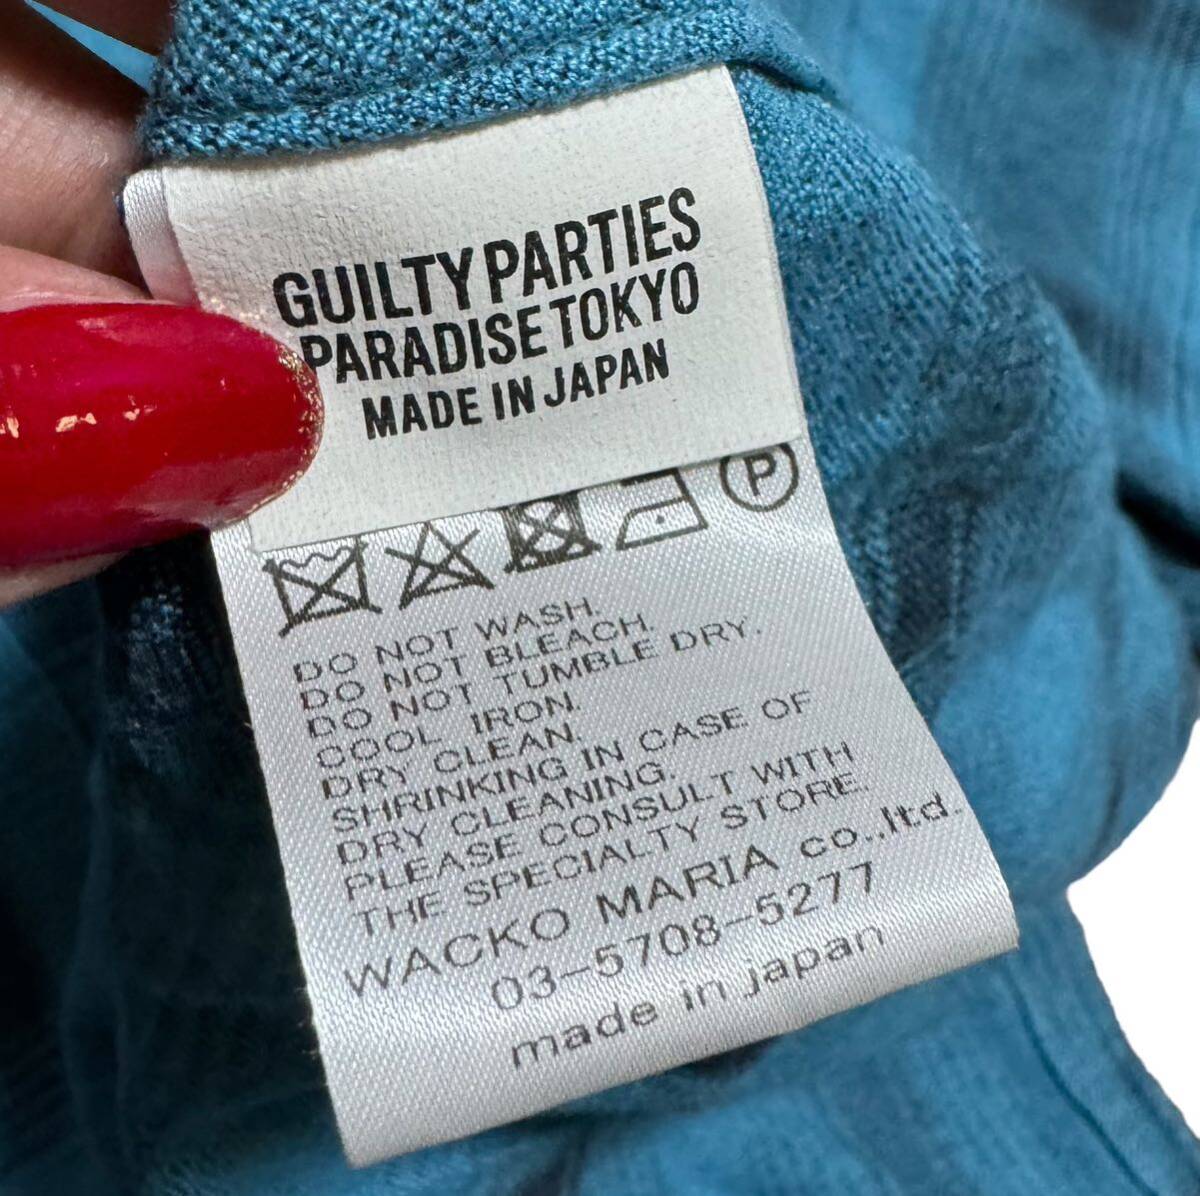 GUILTY PARTIES
PARADISE TOKYO
MADE IN JAPAN
P
DO NOT WASH.
DO NOT BLEACH.
DO NOT TUMBLE DRY.
COOL IRON.
DRY CLEAN.
SHRINKING IN CASE OF
DRY CLEANING.
PLEASE CONSULT WITH
THE SPECIALTY STORE.
WACKO MARIA co.,ltd.
03-5708-5277
made in japan